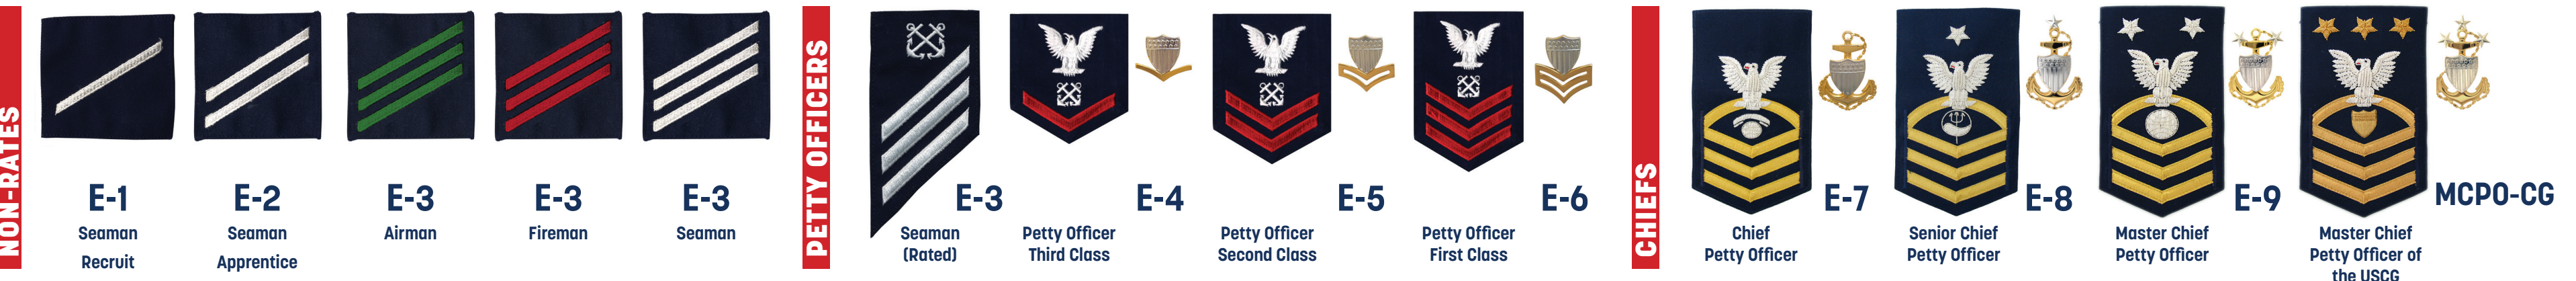 NON-RATES
E-1
Seaman
Recruit
E-2
Seaman
Apprentice
E-3
Airman
E-3
Fireman
E-3
Seaman
PETTY OFFICERS
E-3
Seaman
(Rated)
E-4
Petty Officer
Third Class
E-5
Petty Officer
Second Class
E-6
Petty Officer
First Class
CHIEFS
E-7
Chief
Petty Officer
E-8
Senior Chief
Petty Officer
E-9
Master Chief
Petty Officer
MCPO-CG
Master Chief
Petty Officer of
the USCG